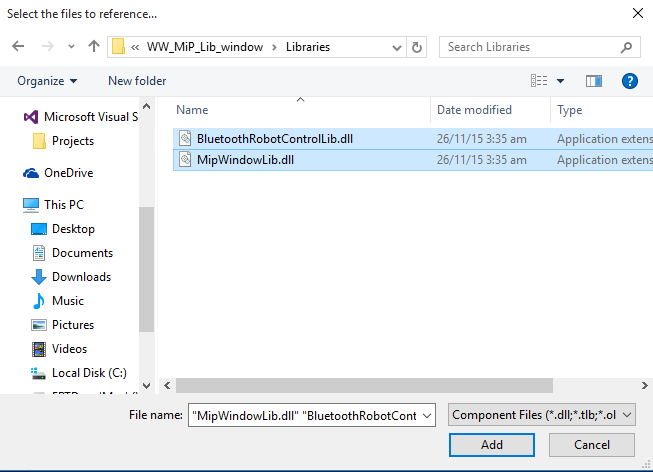 Select the files to reference...
« WW_MiP_Lib_window > Libraries
Search Libraries
Organize
New folder
Name
Date modified
Type
Microsoft Visual S
Projects
OneDrive
This PC
Desktop
Documents
Downloads
Music
Pictures
Videos
Local Disk (C:)
BluetoothRobotControlLib.dll 26/11/15 3:35 am Application extens
MipWindowLib.dll 26/11/15 3:35 am Application extens
File name: "MipWindowLib.dll" "BluetoothRobotCont
Component Files (*.dll;*.tlb;*.ol
Add
Cancel